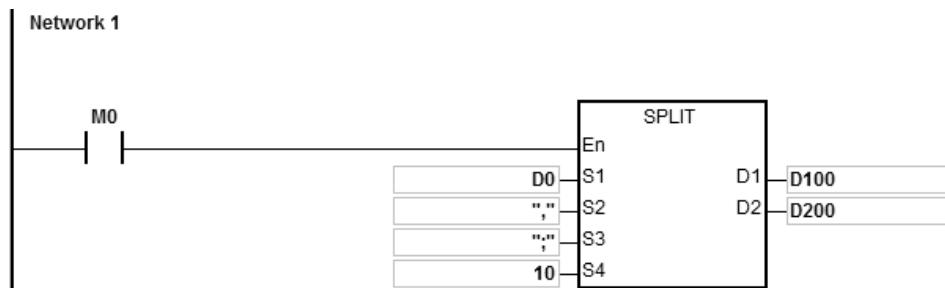 Network 1
M0
SPLIT
En
D0 S1 D1 D100
"," S2 D2 D200
";" S3
10 S4